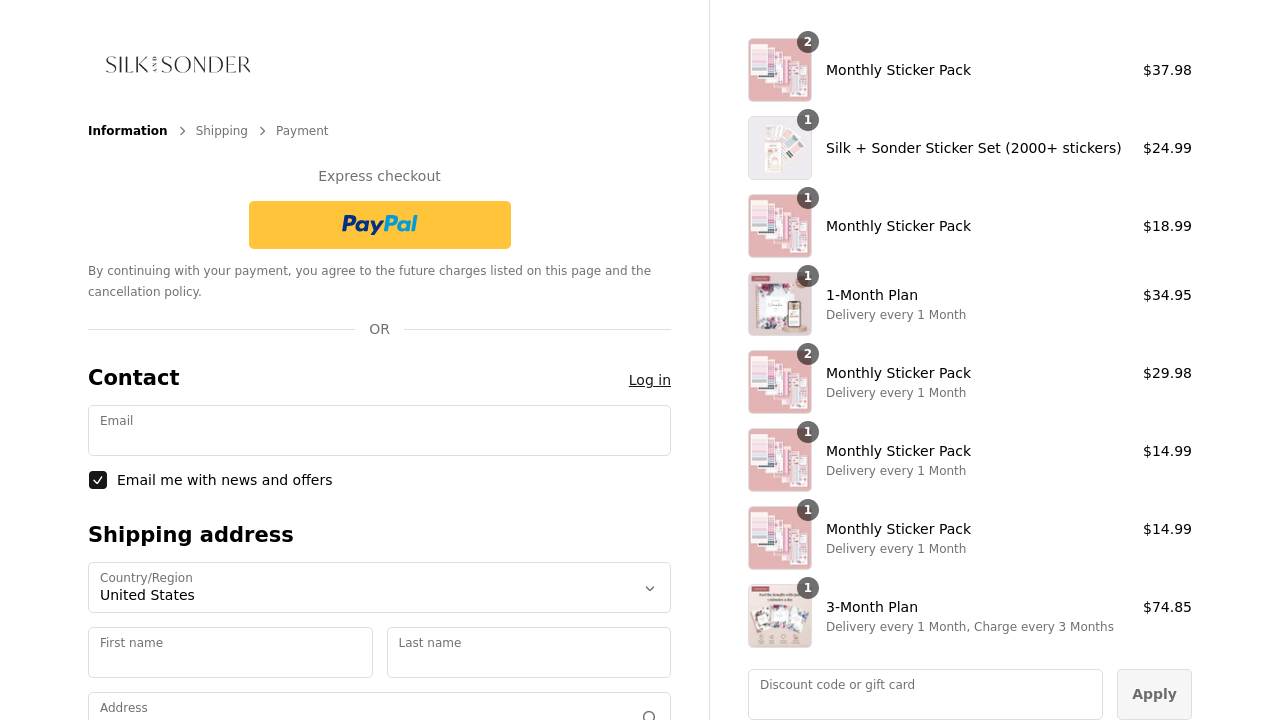 SILK AND SONDER
Information
Shipping
Payment
Express checkout
PayPal
By continuing with your payment, you agree to the future charges listed on this page and the
cancellation policy.
OR
Contact
Log in
Email
Email me with news and offers
Shipping address
Country/Region
United States
First name
Last name
Address
2
Monthly Sticker Pack
$37.98
1
Silk + Sonder Sticker Set (2000+ stickers)
$24.99
1
Monthly Sticker Pack
$18.99
1
1-Month Plan
$34.95
Delivery every 1 Month
2
Monthly Sticker Pack
$29.98
Delivery every 1 Month
1
Monthly Sticker Pack
$14.99
Delivery every 1 Month
1
Monthly Sticker Pack
$14.99
Delivery every 1 Month
1
3-Month Plan
$74.85
Delivery every 1 Month, Charge every 3 Months
Discount code or gift card
Apply